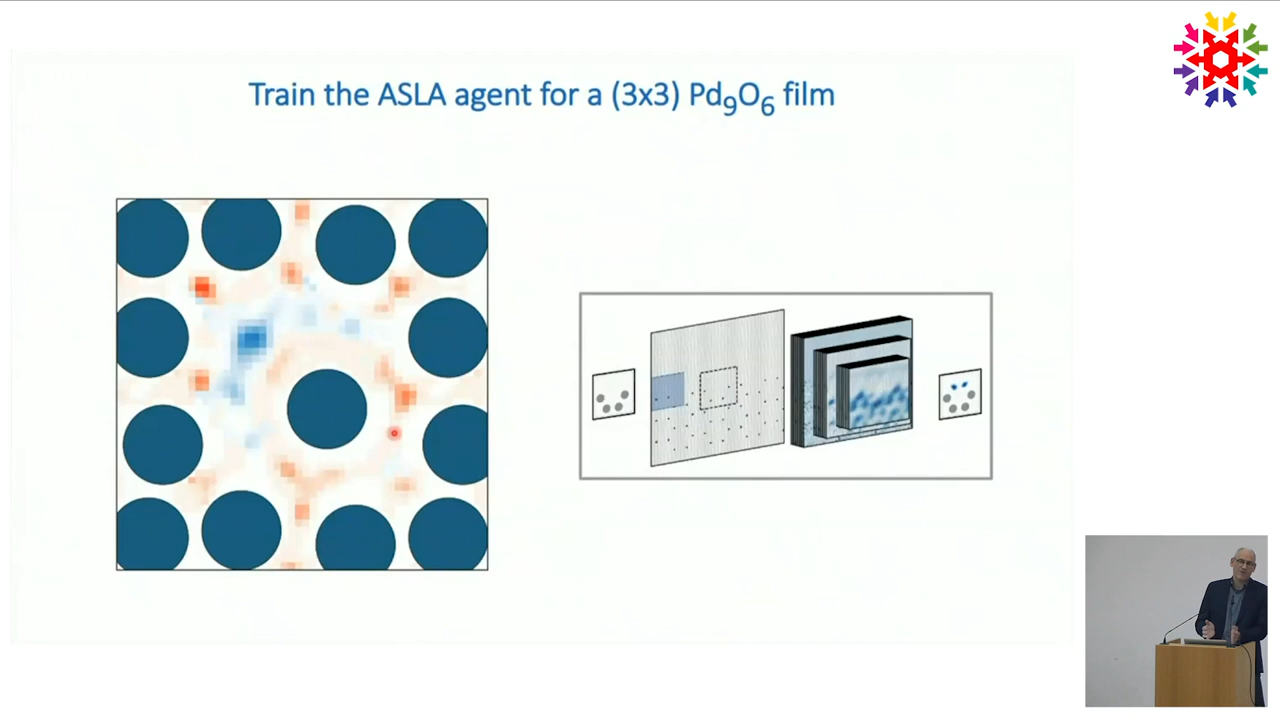 Train the ASLA agent for a (3x3) Pd₉O₆ film